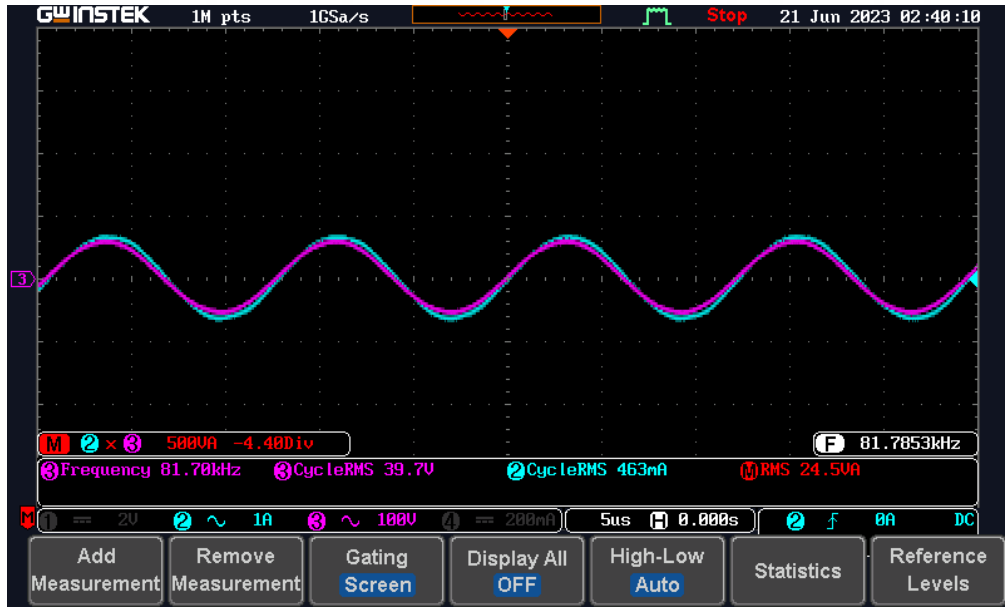 GWINSTEK 1M pts 1GSa/s Stop 21 Jun 2023 02:40:10
3
M 2 × 3 500VA -4.40Div F 81.7853kHz
3 Frequency 81.70kHz 3 CycleRMS 39.7V 2 CycleRMS 463mA M RMS 24.5VA
M 1 2V 2 1A 3 100V 4 200mA 5us H 0.000s 2 0A DC
Add Measurement Remove Measurement Gating Screen Display All OFF High-Low Auto Statistics Reference Levels